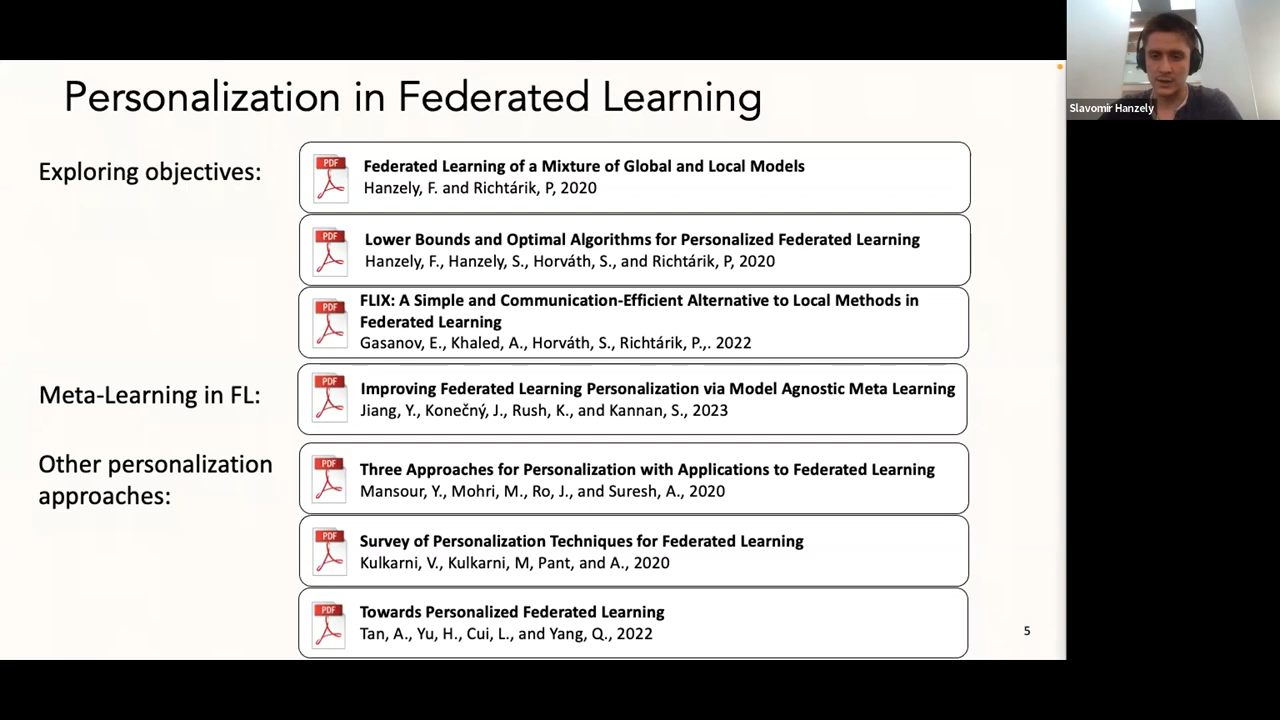 Personalization in Federated Learning
Slavomír Hanzely
Exploring objectives:
PDF
Federated Learning of a Mixture of Global and Local Models
Hanzely, F. and Richtárik, P, 2020
PDF
Lower Bounds and Optimal Algorithms for Personalized Federated Learning
Hanzely, F., Hanzely, S., Horváth, S., and Richtárik, P, 2020
PDF
FLIX: A Simple and Communication-Efficient Alternative to Local Methods in
Federated Learning
Gasanov, E., Khaled, A., Horváth, S., Richtárik, P.,. 2022
Meta-Learning in FL:
PDF
Improving Federated Learning Personalization via Model Agnostic Meta Learning
Jiang, Y., Konečný, J., Rush, K., and Kannan, S., 2023
Other personalization
approaches:
PDF
Three Approaches for Personalization with Applications to Federated Learning
Mansour, Y., Mohri, M., Ro, J., and Suresh, A., 2020
PDF
Survey of Personalization Techniques for Federated Learning
Kulkarni, V., Kulkarni, M, Pant, and A., 2020
PDF
Towards Personalized Federated Learning
Tan, A., Yu, H., Cui, L., and Yang, Q., 2022
5